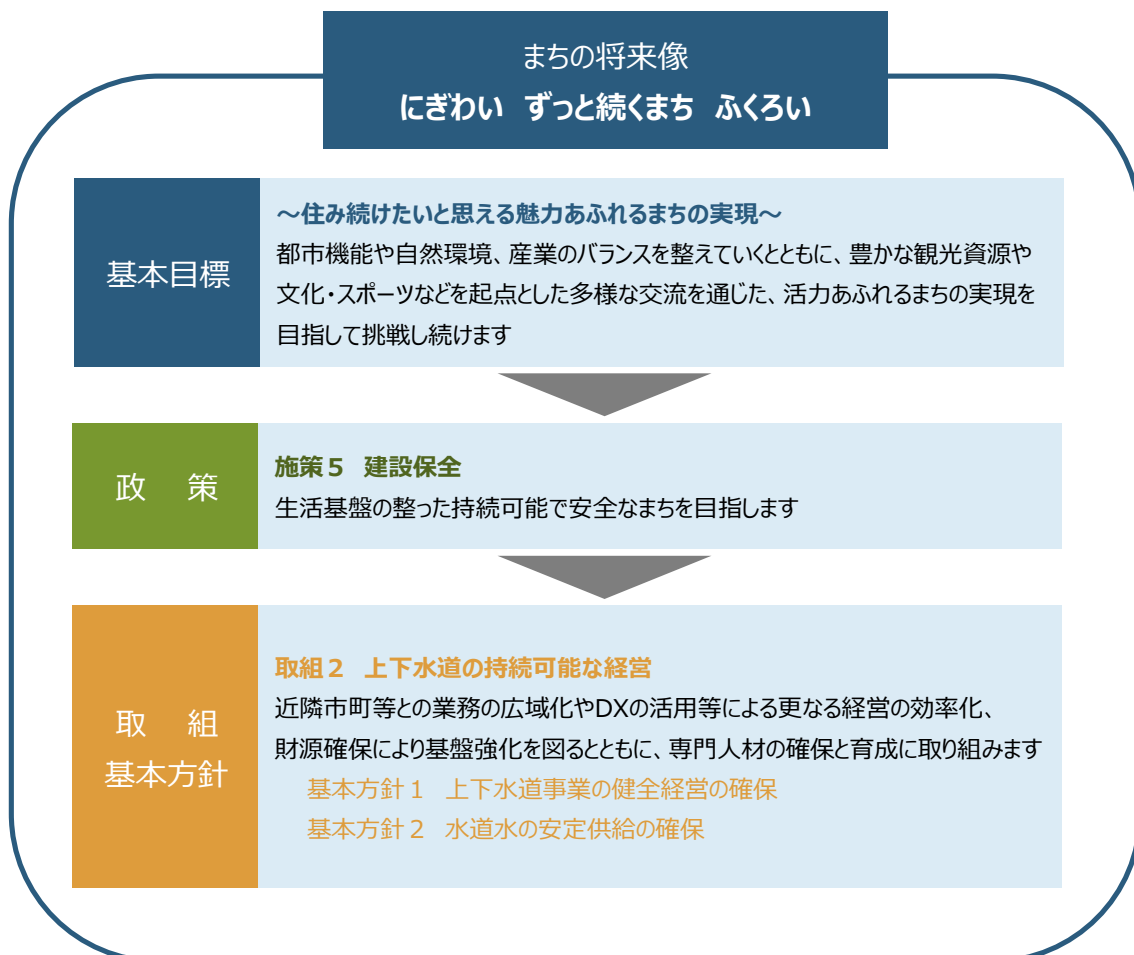 まちの将来像
にぎわい ずっと続くまち ふくろい
基本目標
～住み続けたいと思える魅力あふれるまちの実現～
都市機能や自然環境、産業のバランスを整えていくとともに、豊かな観光資源や
文化・スポーツなどを起点とした多様な交流を通じた、活力あふれるまちの実現を
目指して挑戦し続けます
政 策
施策５ 建設保全
生活基盤の整った持続可能で安全なまちを目指します
取 組
基本方針
取組２ 上下水道の持続可能な経営
近隣市町等との業務の広域化やDXの活用等による更なる経営の効率化、
財源確保により基盤強化を図るとともに、専門人材の確保と育成に取り組みます
基本方針１ 上下水道事業の健全経営の確保
基本方針２ 水道水の安定供給の確保